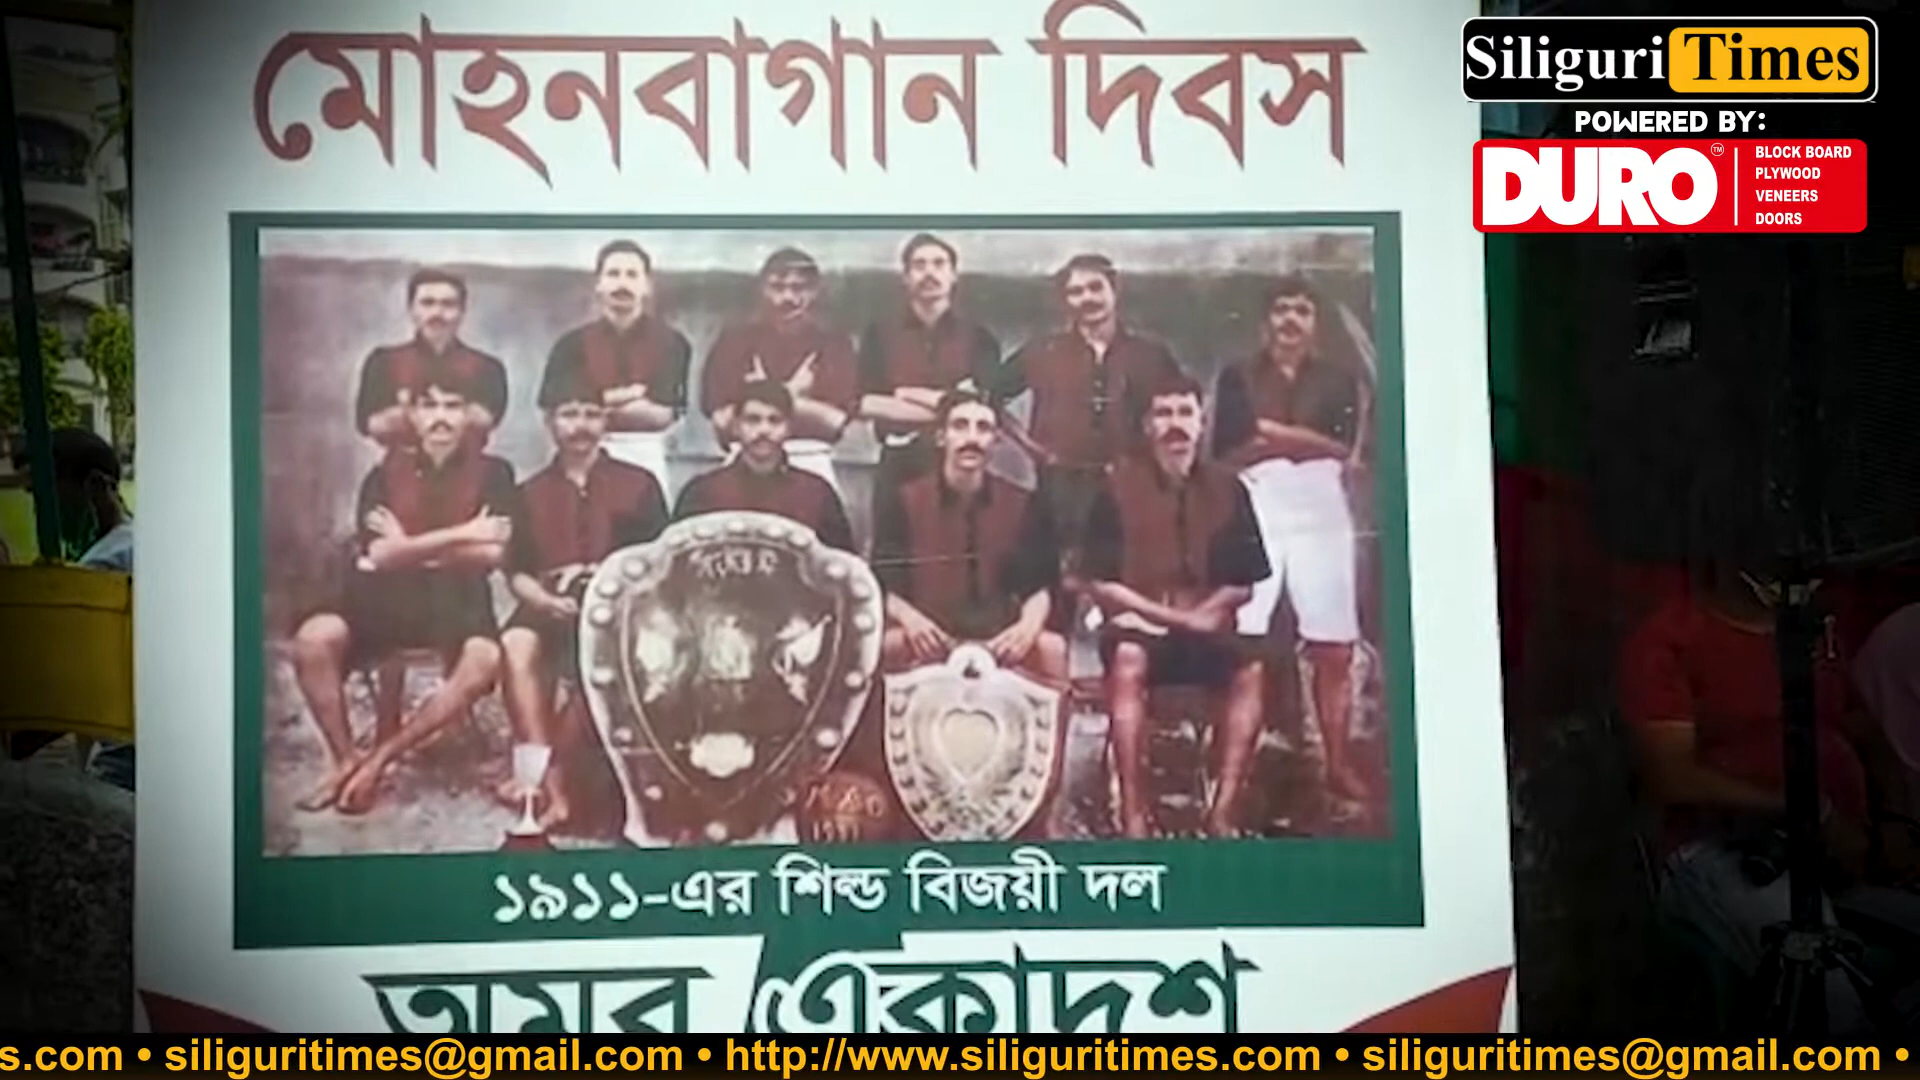 মোহনবাগান দিবস
Siliguri Times
POWERED BY:
DURO™
BLOCK BOARD
PLYWOOD
VENEERS
DOORS
১৯১১-এর শিল্ড বিজয়ী দল
অমর একাদশ
s.com • siliguritimes@gmail.com • http://www.siliguritimes.com • siliguritimes@gmail.com •